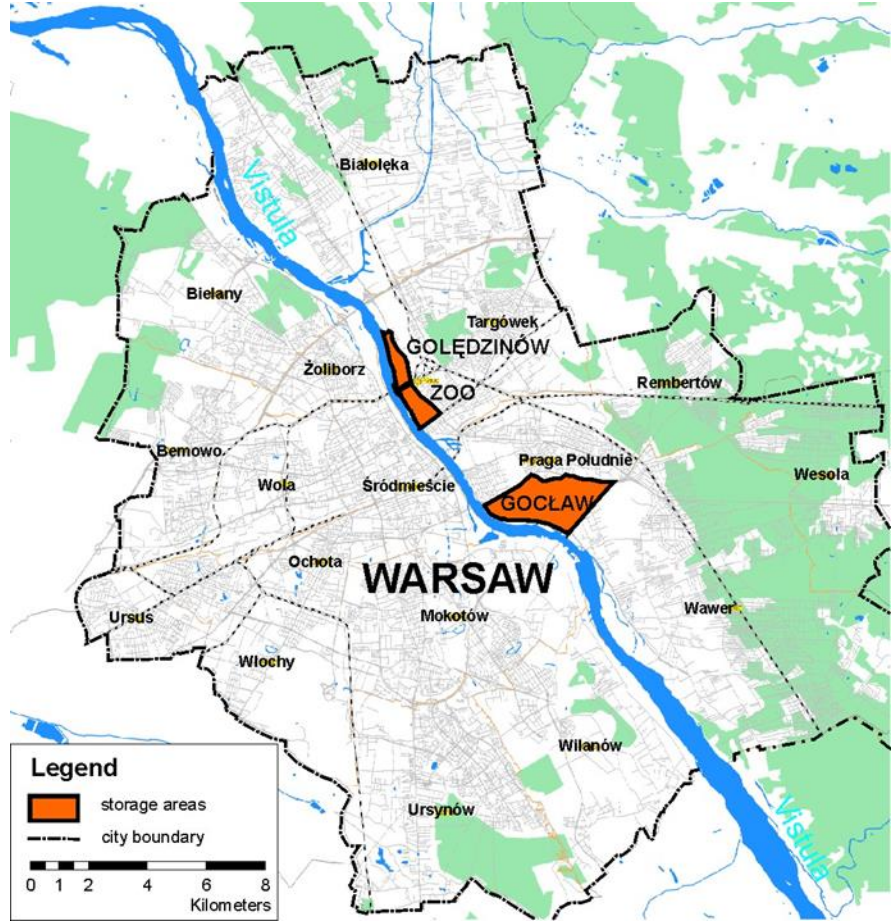 Białołęka
Vistula
Bielany
Targówek
GOLĘDZINÓW
Żoliborz
Rembertów
ZOO
Bemowo
Praga Południe
Wesoła
Wola
Śródmieście
GOCŁAW
Ochota
WARSAW
Ursus
Mokotów
Wawer
Włochy
Wilanów
Ursynów
Vistula
Legend
storage areas
city boundary
0 1 2 4 6 8
Kilometers